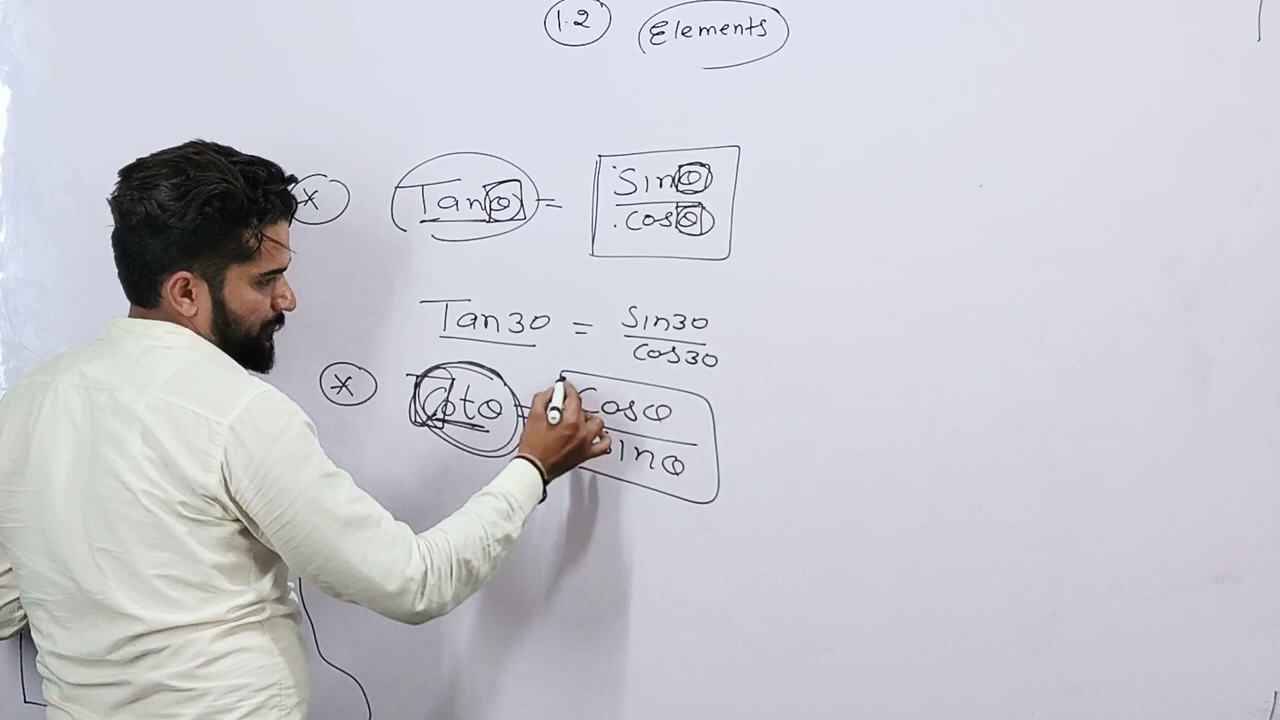 1.2 Elements
* Tanθ = Sinθ / cosθ
Tan30 = Sin30 / cos30
* Cotθ = Cosθ / Sinθ